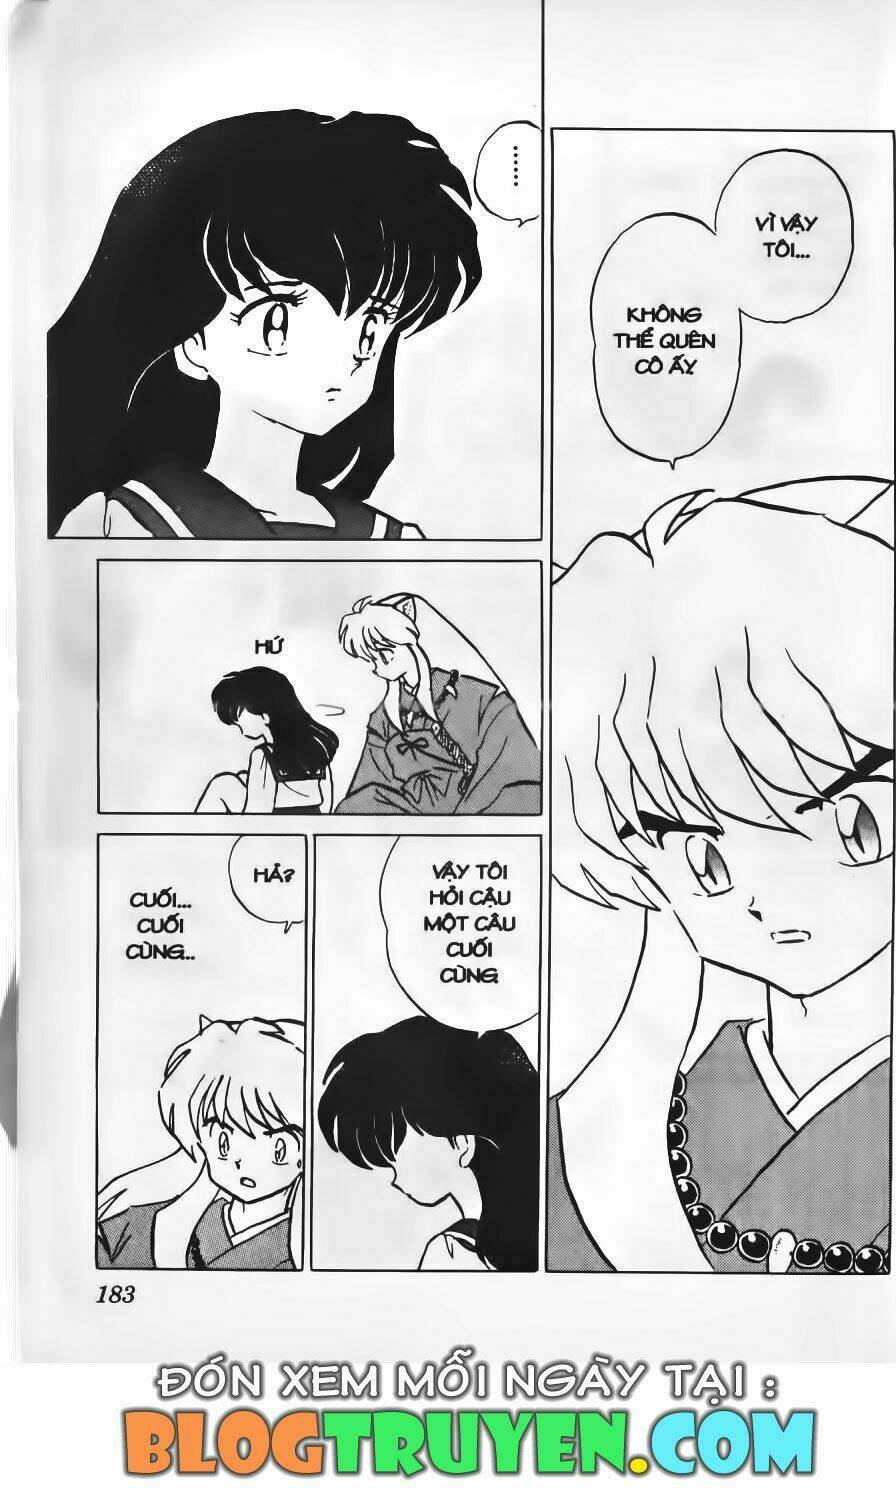 VÌ VẬY
TÔI...
KHÔNG
THỂ QUÊN
CÔ ẤY.
......
HỨ
VẬY TÔI
HỎI CẬU
MỘT CÂU
CUỐI
CÙNG.
HẢ?
CUỐI...
CUỐI
CÙNG...
183
ĐÓN XEM MỖI NGÀY TẠI :
BLOGTRUYEN.COM